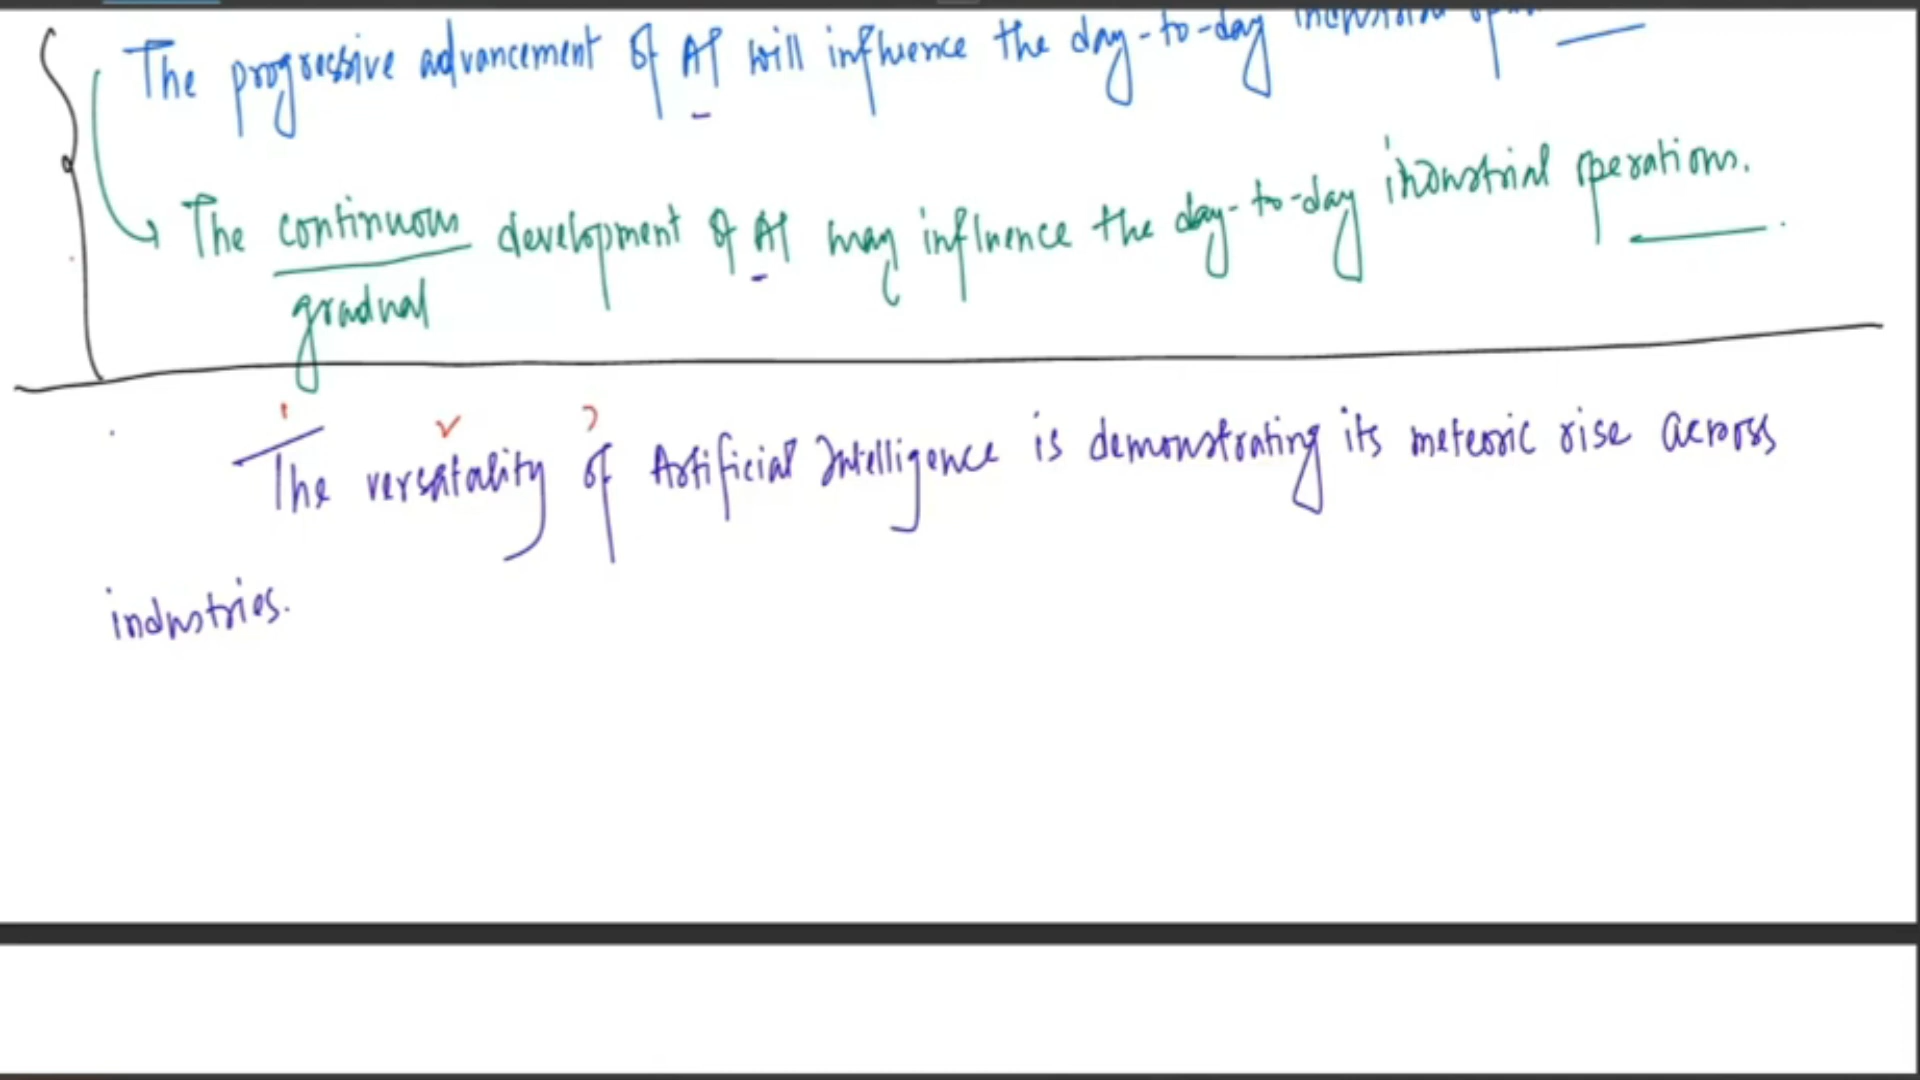 The progressive advancement of AI will influence the day-to-day industrial
The continuous development of AI may influence the day-to-day industrial operations.
gradual
The versatality of Artificial Intelligence is demonstrating its meteoric rise across
industries.